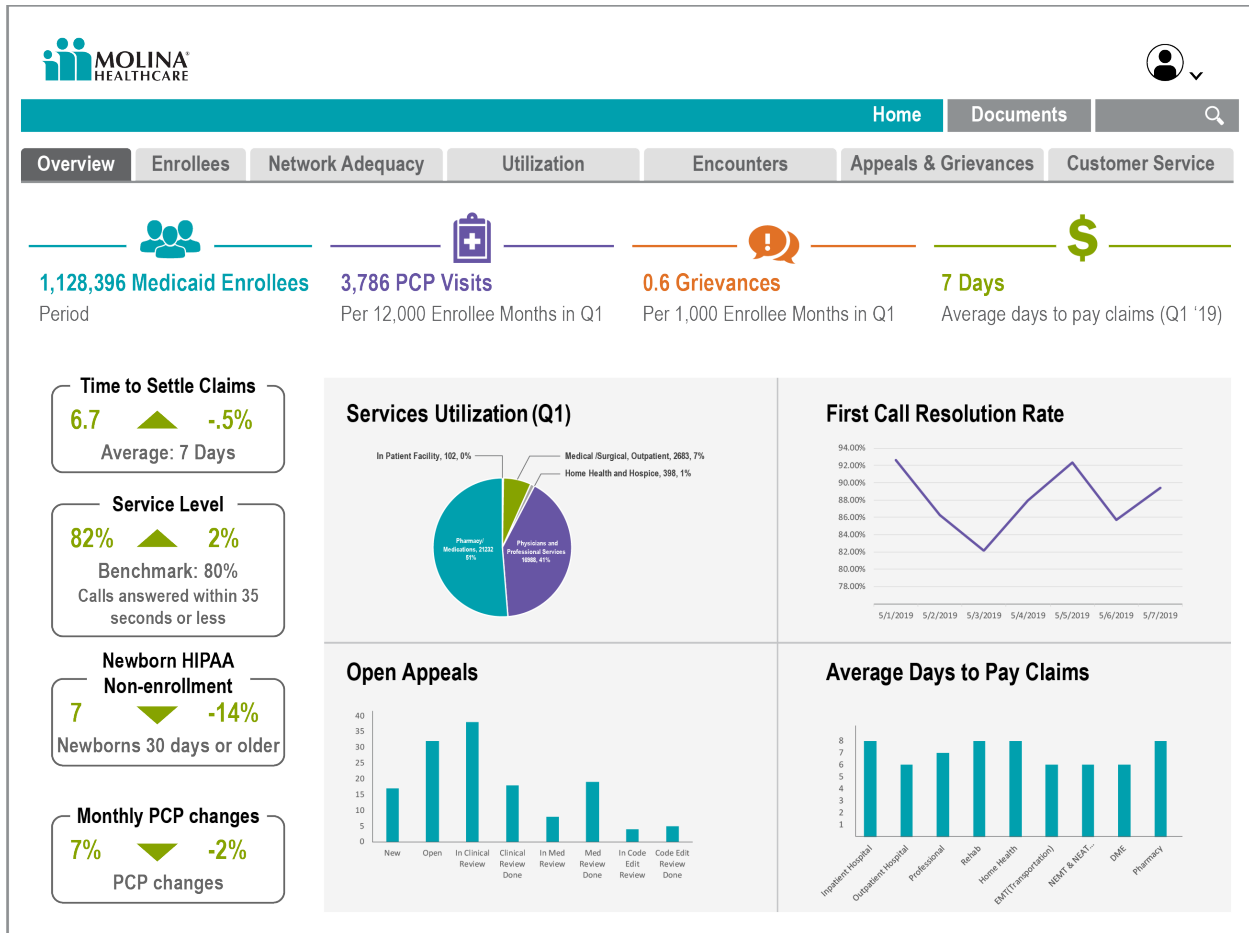 MOLINA®
HEALTHCARE
Home
Documents
Overview
Enrollees
Network Adequacy
Utilization
Encounters
Appeals & Grievances
Customer Service
1,128,396 Medicaid Enrollees
Period
3,786 PCP Visits
Per 12,000 Enrollee Months in Q1
0.6 Grievances
Per 1,000 Enrollee Months in Q1
$
7 Days
Average days to pay claims (Q1 ‘19)
Time to Settle Claims
6.7 -.5%
Average: 7 Days
Service Level
82% 2%
Benchmark: 80%
Calls answered within 35
seconds or less
Newborn HIPAA
Non-enrollment
7 -14%
Newborns 30 days or older
Monthly PCP changes
7% -2%
PCP changes
Services Utilization (Q1)
In Patient Facility, 102, 0%
Medical /Surgical, Outpatient, 2683, 7%
Home Health and Hospice, 398, 1%
Pharmacy/
Medications, 21232
51%
Physicians and
Professional Services
16988, 41%
First Call Resolution Rate
94.00%
92.00%
90.00%
88.00%
86.00%
84.00%
82.00%
80.00%
78.00%
5/1/2019 5/2/2019 5/3/2019 5/4/2019 5/5/2019 5/6/2019 5/7/2019
Open Appeals
40
35
30
25
20
15
10
5
0
New
Open
In Clinical
Review
Clinical
Review
Done
In Med
Review
Med
Review
Done
In Code
Edit
Review
Code Edit
Review
Done
Average Days to Pay Claims
8
7
6
5
4
3
2
1
Inpatient Hospital
Outpatient Hospital
Professional
Rehab
Home Health
EMT(Transportation)
NEMT & NEAT...
DME
Pharmacy